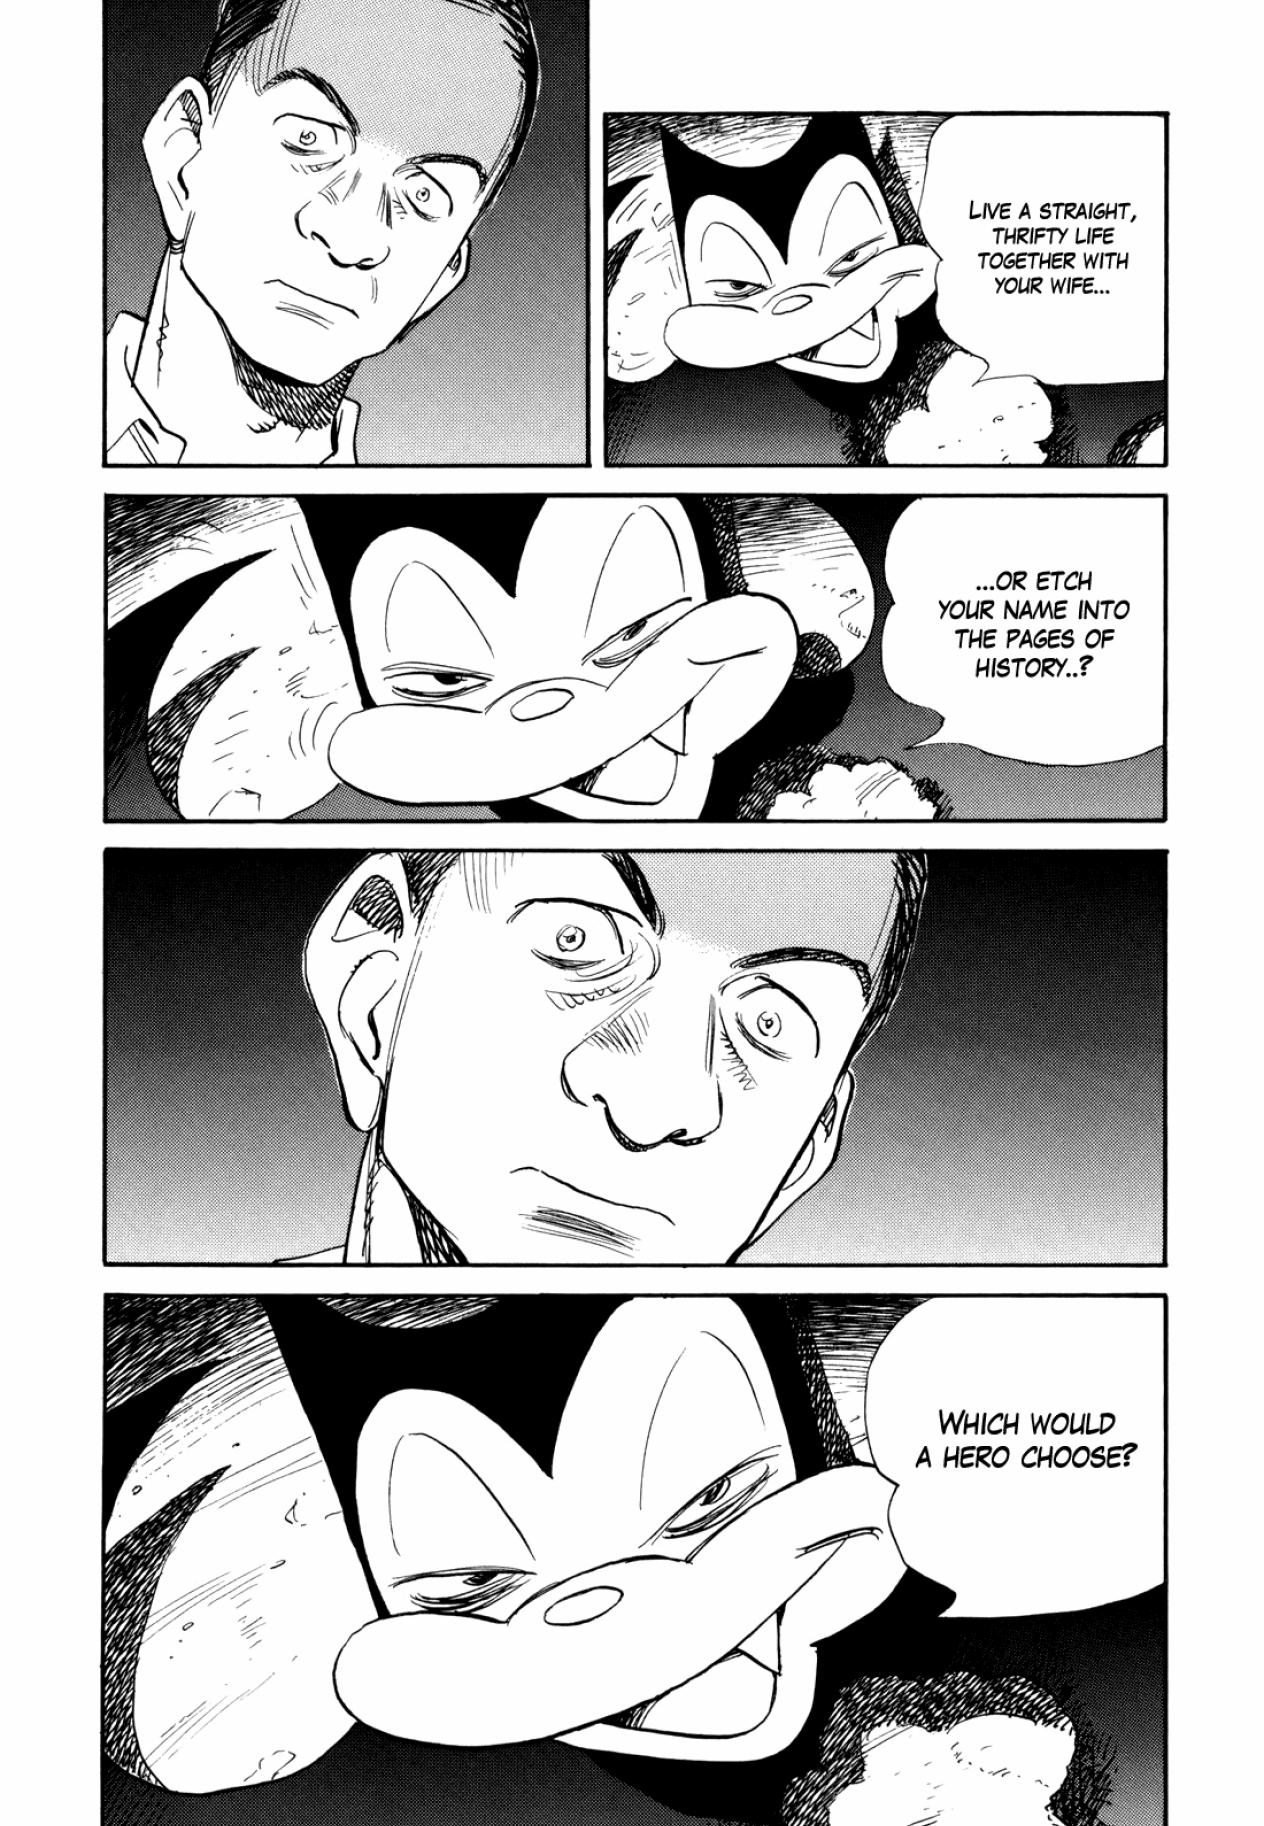 LIVE A STRAIGHT,
THRIFTY LIFE
TOGETHER WITH
YOUR WIFE...
...OR ETCH
YOUR NAME INTO
THE PAGES OF
HISTORY..?
WHICH WOULD
A HERO CHOOSE?